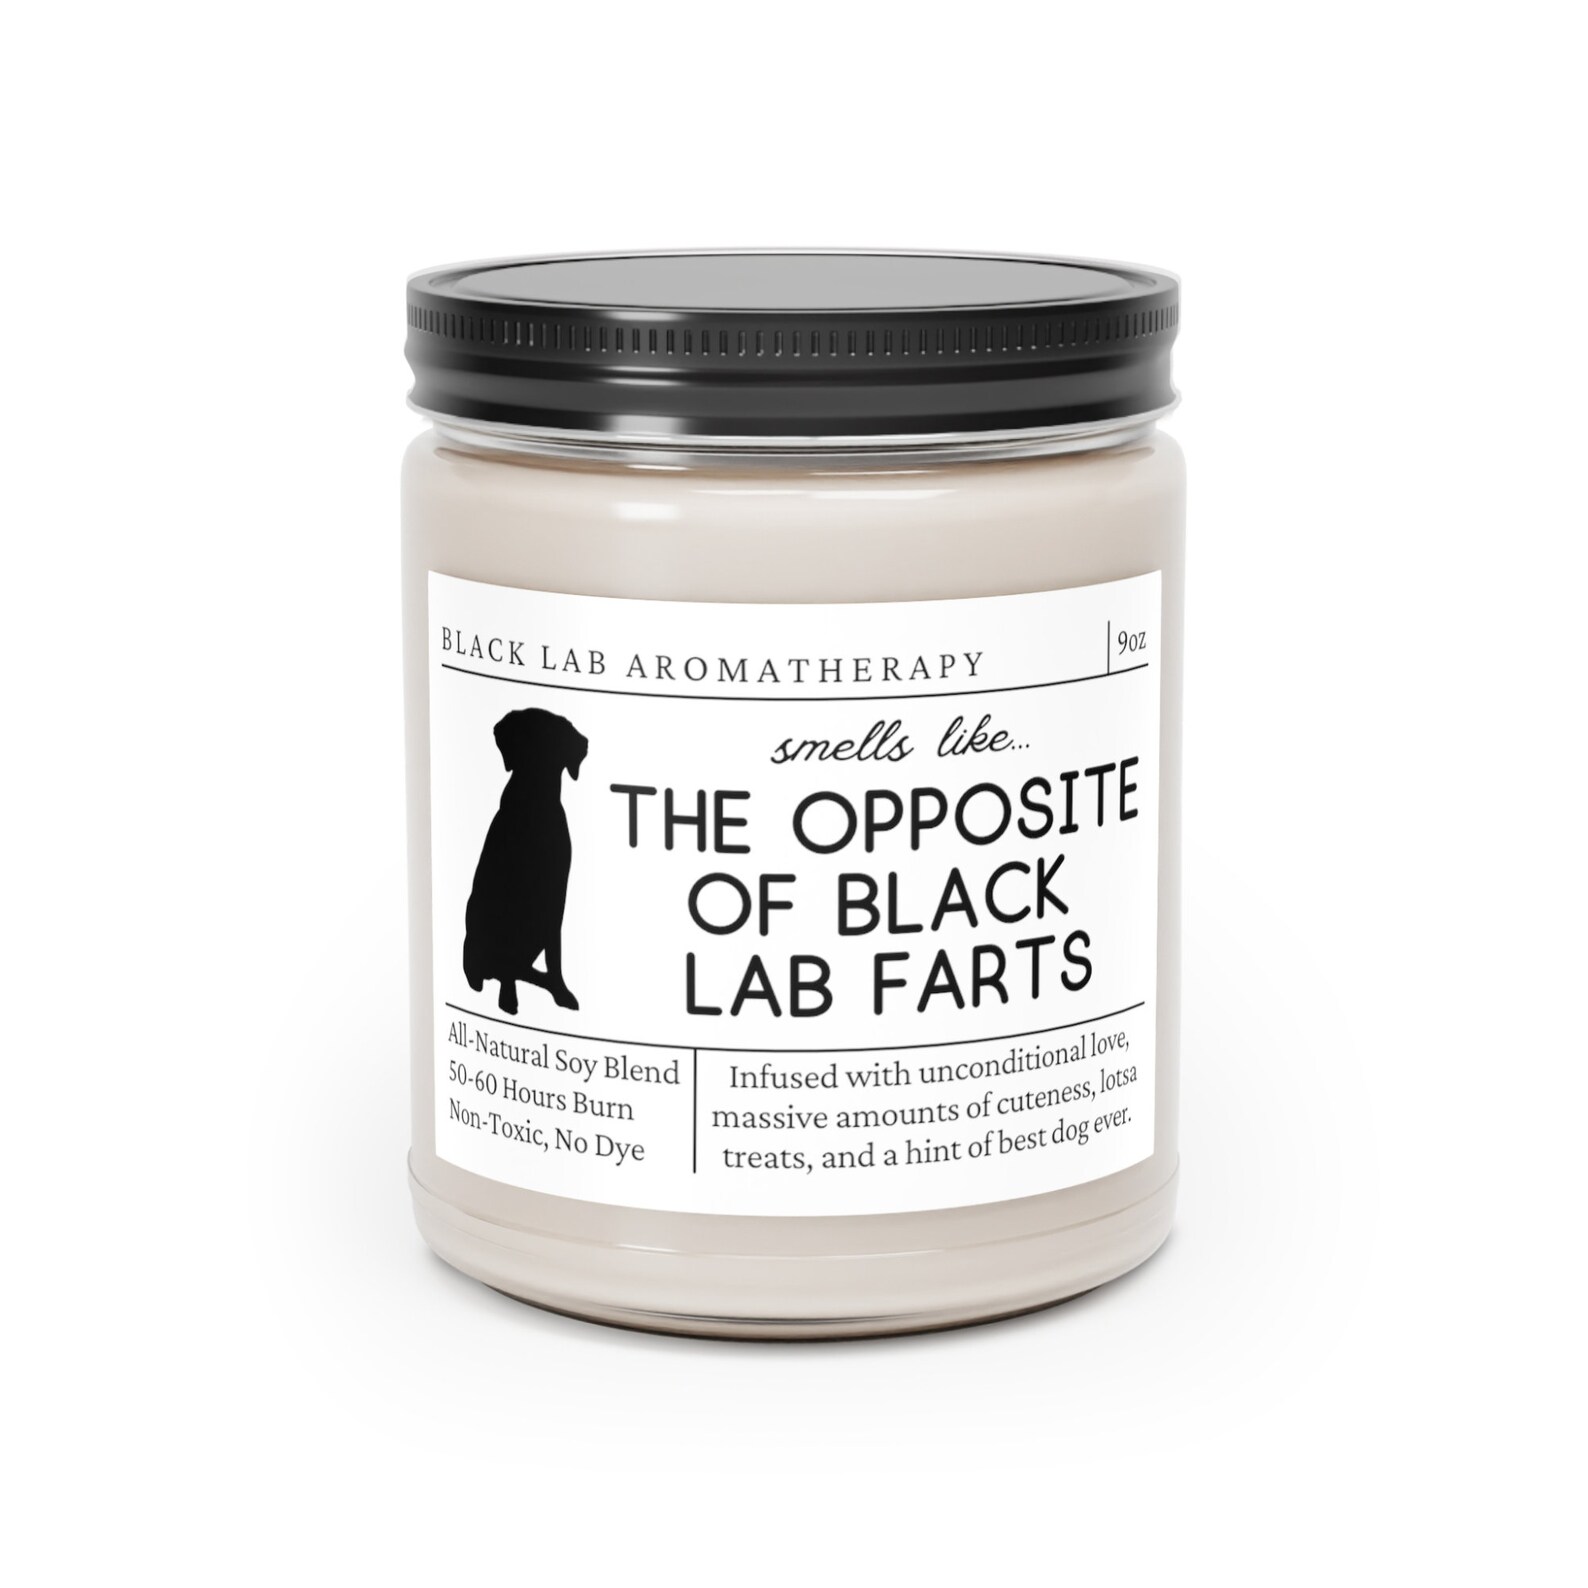 BLACK LAB AROMATHERAPY
9oz
smells like...
THE OPPOSITE
OF BLACK
LAB FARTS
All-Natural Soy Blend
50-60 Hours Burn
Non-Toxic, No Dye
Infused with unconditional love,
massive amounts of cuteness, lotsa
treats, and a hint of best dog ever.